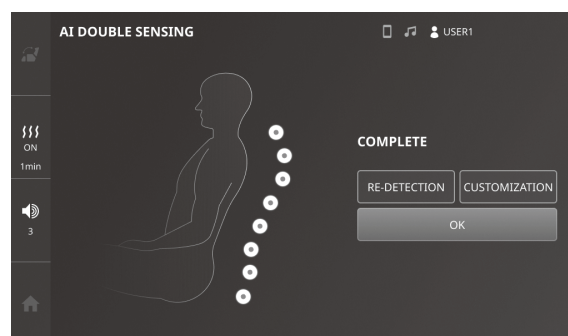 AI DOUBLE SENSING
USER1
ON
1min
3
COMPLETE
RE-DETECTION
CUSTOMIZATION
OK